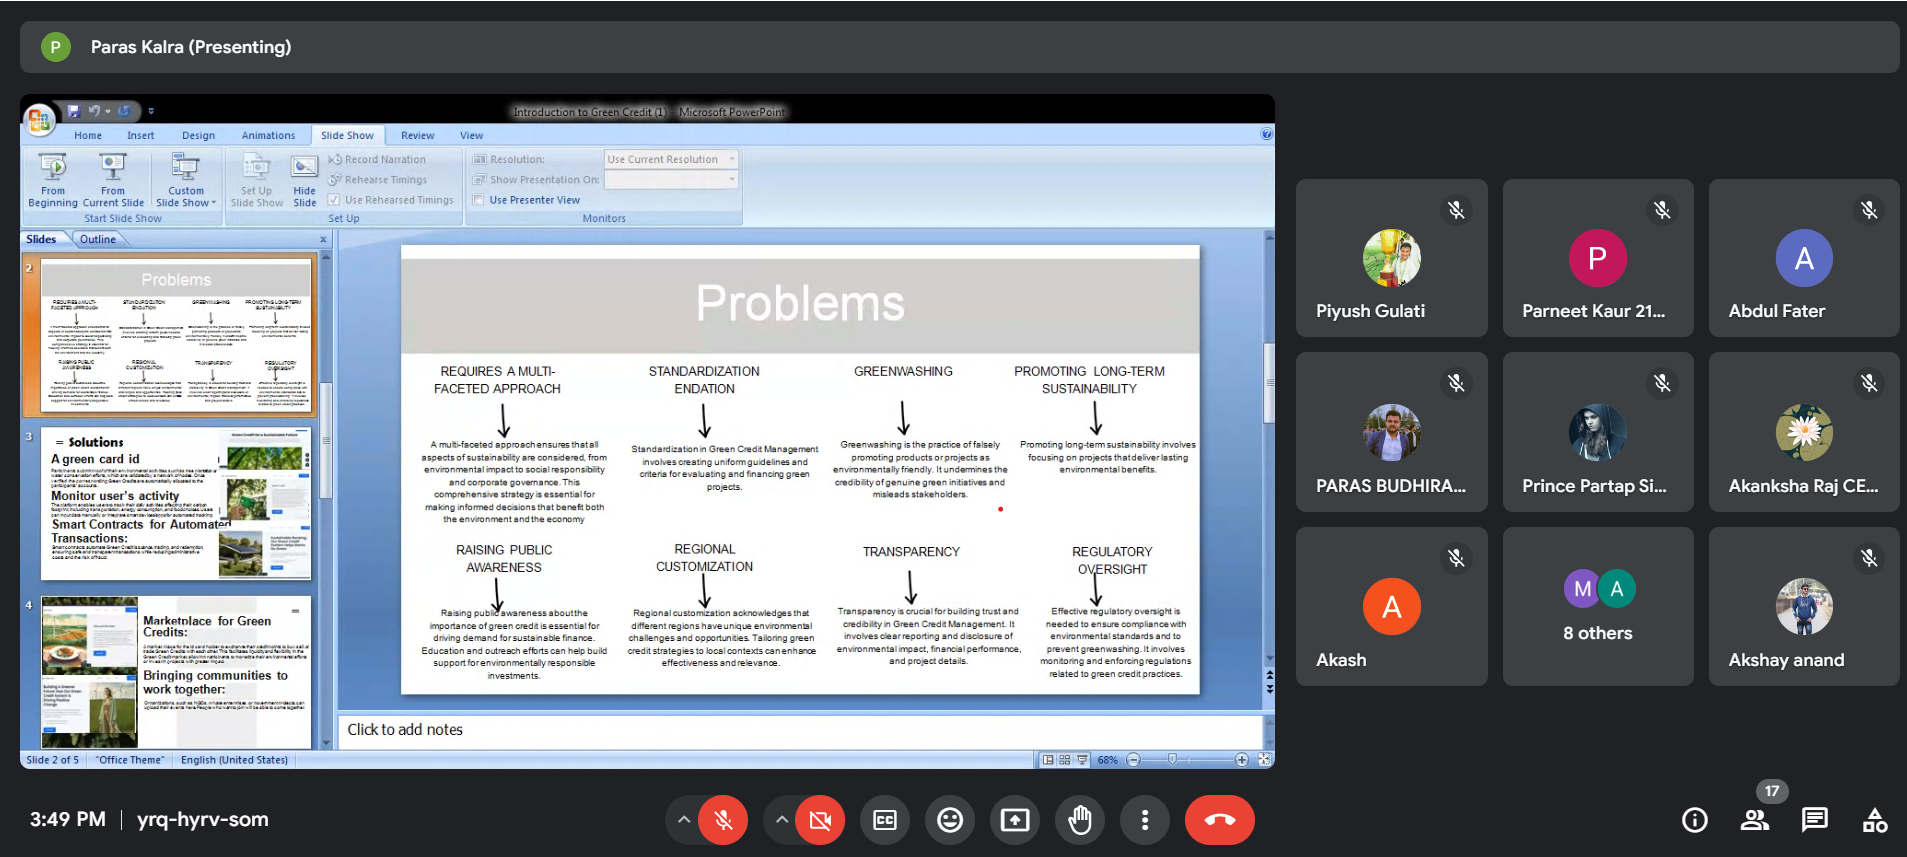 P Paras Kalra (Presenting)
Introduction to Green Credit (1) - Microsoft PowerPoint
Home Insert Design Animations Slide Show Review View
From Beginning
From Current Slide
Custom Slide Show
Start Slide Show
Set Up Slide Show
Hide Slide
Record Narration
Rehearse Timings
Use Rehearsed Timings
Set Up
Resolution: Use Current Resolution
Show Presentation On:
Use Presenter View
Monitors
Slides Outline x
2
Problems
3
= Solutions
A green card id
Monitor user's activity
Smart Contracts for Automated
Transactions:
4
Marketplace for Green
Credits:
Bringing communities to
work together:
Problems
REQUIRES A MULTI-
FACETED APPROACH
A multi-faceted approach ensures that all
aspects of sustainability are considered, from
environmental impact to social responsibility
and corporate governance. This
comprehensive strategy is essential for
making informed decisions that benefit both
the environment and the economy
STANDARDIZATION
ENDATION
Standardization in Green Credit Management
involves creating uniform guidelines and
criteria for evaluating and financing green
projects.
GREENWASHING
Greenwashing is the practice of falsely
promoting products or projects as
environmentally friendly. It undermines the
credibility of genuine green initiatives and
misleads stakeholders.
PROMOTING LONG-TERM
SUSTAINABILITY
Promoting long-term sustainability involves
focusing on projects that deliver lasting
environmental benefits.
RAISING PUBLIC
AWARENESS
Raising public awareness about the
importance of green credit is essential for
driving demand for sustainable finance.
Education and outreach efforts can help build
support for environmentally responsible
investments.
REGIONAL
CUSTOMIZATION
Regional customization acknowledges that
different regions have unique environmental
challenges and opportunities. Tailoring green
credit strategies to local contexts can enhance
effectiveness and relevance.
TRANSPARENCY
Transparency is crucial for building trust and
credibility in Green Credit Management. It
involves clear reporting and disclosure of
environmental impact, financial performance,
and project details.
REGULATORY
OVERSIGHT
Effective regulatory oversight is
needed to ensure compliance with
environmental standards and to
prevent greenwashing. It involves
monitoring and enforcing regulations
related to green credit practices.
Click to add notes
Slide 2 of 5 "Office Theme" English (United States) 68%
Piyush Gulati
P
Parneet Kaur 21...
A
Abdul Fater
PARAS BUDHIRA...
Prince Partap Si...
Akanksha Raj CE...
A
Akash
M A
8 others
Akshay anand
3:49 PM | yrq-hyrv-som
CC
17